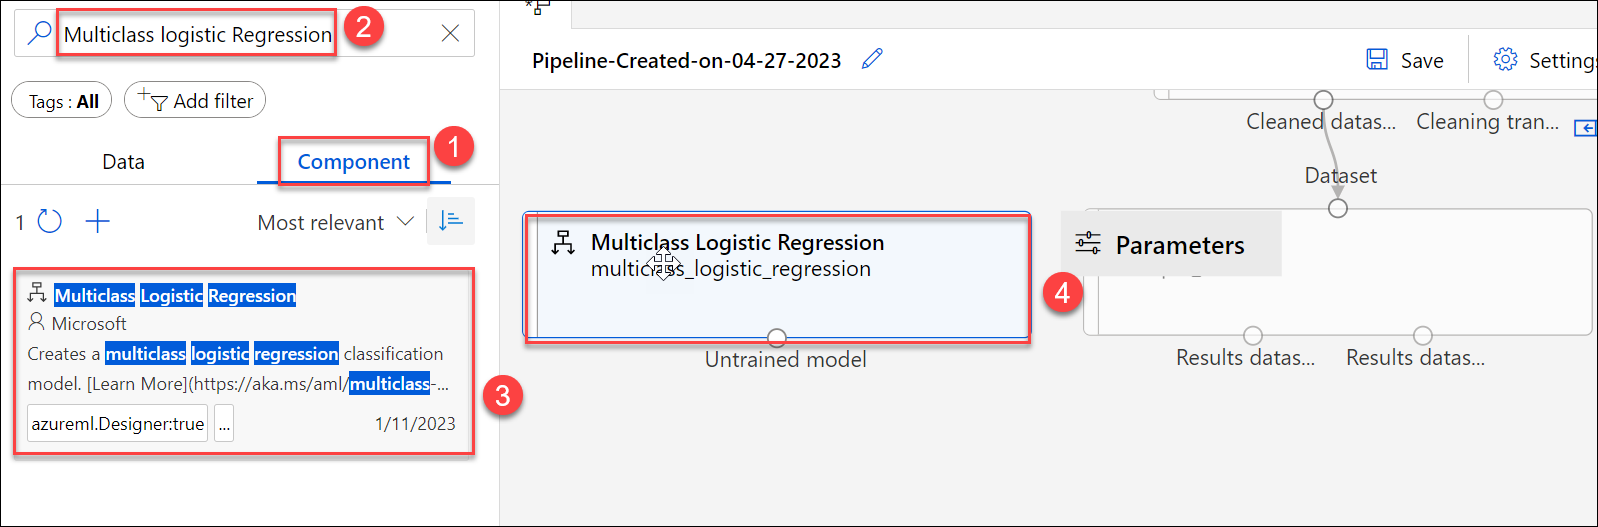 Multiclass logistic Regression
2
Tags : All
Add filter
1
Data
Component
1
Most relevant
Multiclass Logistic Regression
Microsoft
Creates a multiclass logistic regression classification
model. [Learn More](https://aka.ms/aml/multiclass-...
azureml.Designer:true
...
1/11/2023
3
Pipeline-Created-on-04-27-2023
Save
Settings
Cleaned datas...
Cleaning tran...
Dataset
Multiclass Logistic Regression
multiclass_logistic_regression
Untrained model
Parameters
4
Results datas...
Results datas...